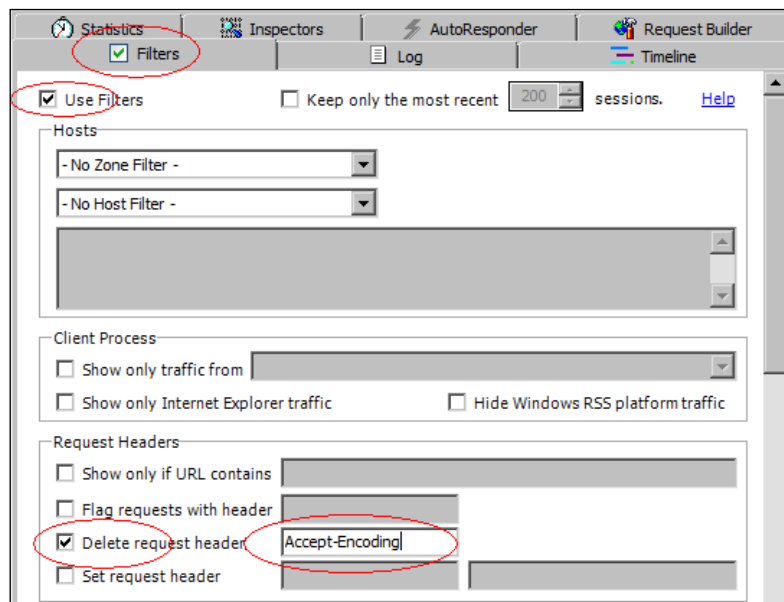 Statistics Inspectors AutoResponder Request Builder
Filters Log Timeline
Use Filters Keep only the most recent 200 sessions. Help
Hosts
- No Zone Filter -
- No Host Filter -
Client Process
Show only traffic from
Show only Internet Explorer traffic Hide Windows RSS platform traffic
Request Headers
Show only if URL contains
Flag requests with header
Delete request header Accept-Encoding
Set request header